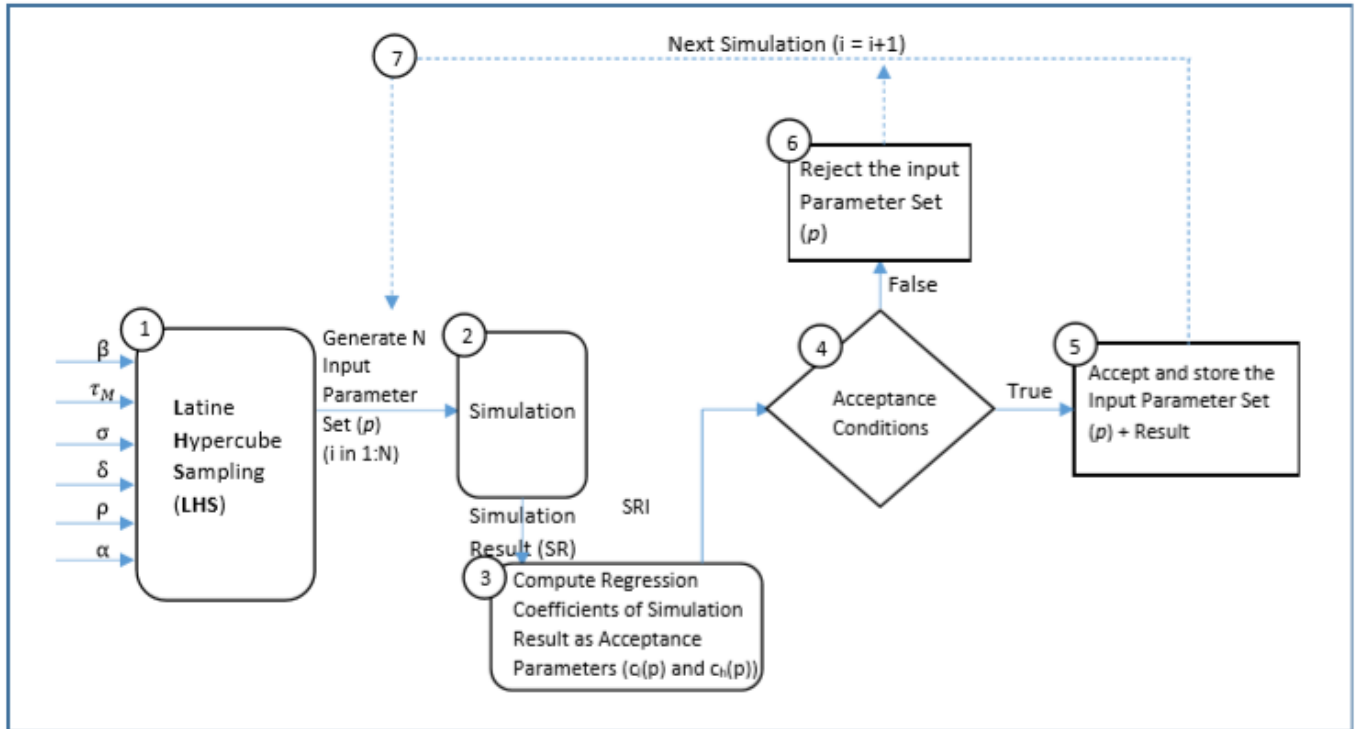 7
Next Simulation (i = i+1)
6
Reject the input
Parameter Set
(p)
False
1
β
τM
σ
δ
ρ
α
Latine
Hypercube
Sampling
(LHS)
Generate N
Input
Parameter
Set (p)
(i in 1:N)
2
Simulation
Simulation
Result (SR)
SRI
3
Compute Regression
Coefficients of Simulation
Result as Acceptance
Parameters (cₗ(p) and cₕ(p))
4
Acceptance
Conditions
True
5
Accept and store the
Input Parameter Set
(p) + Result